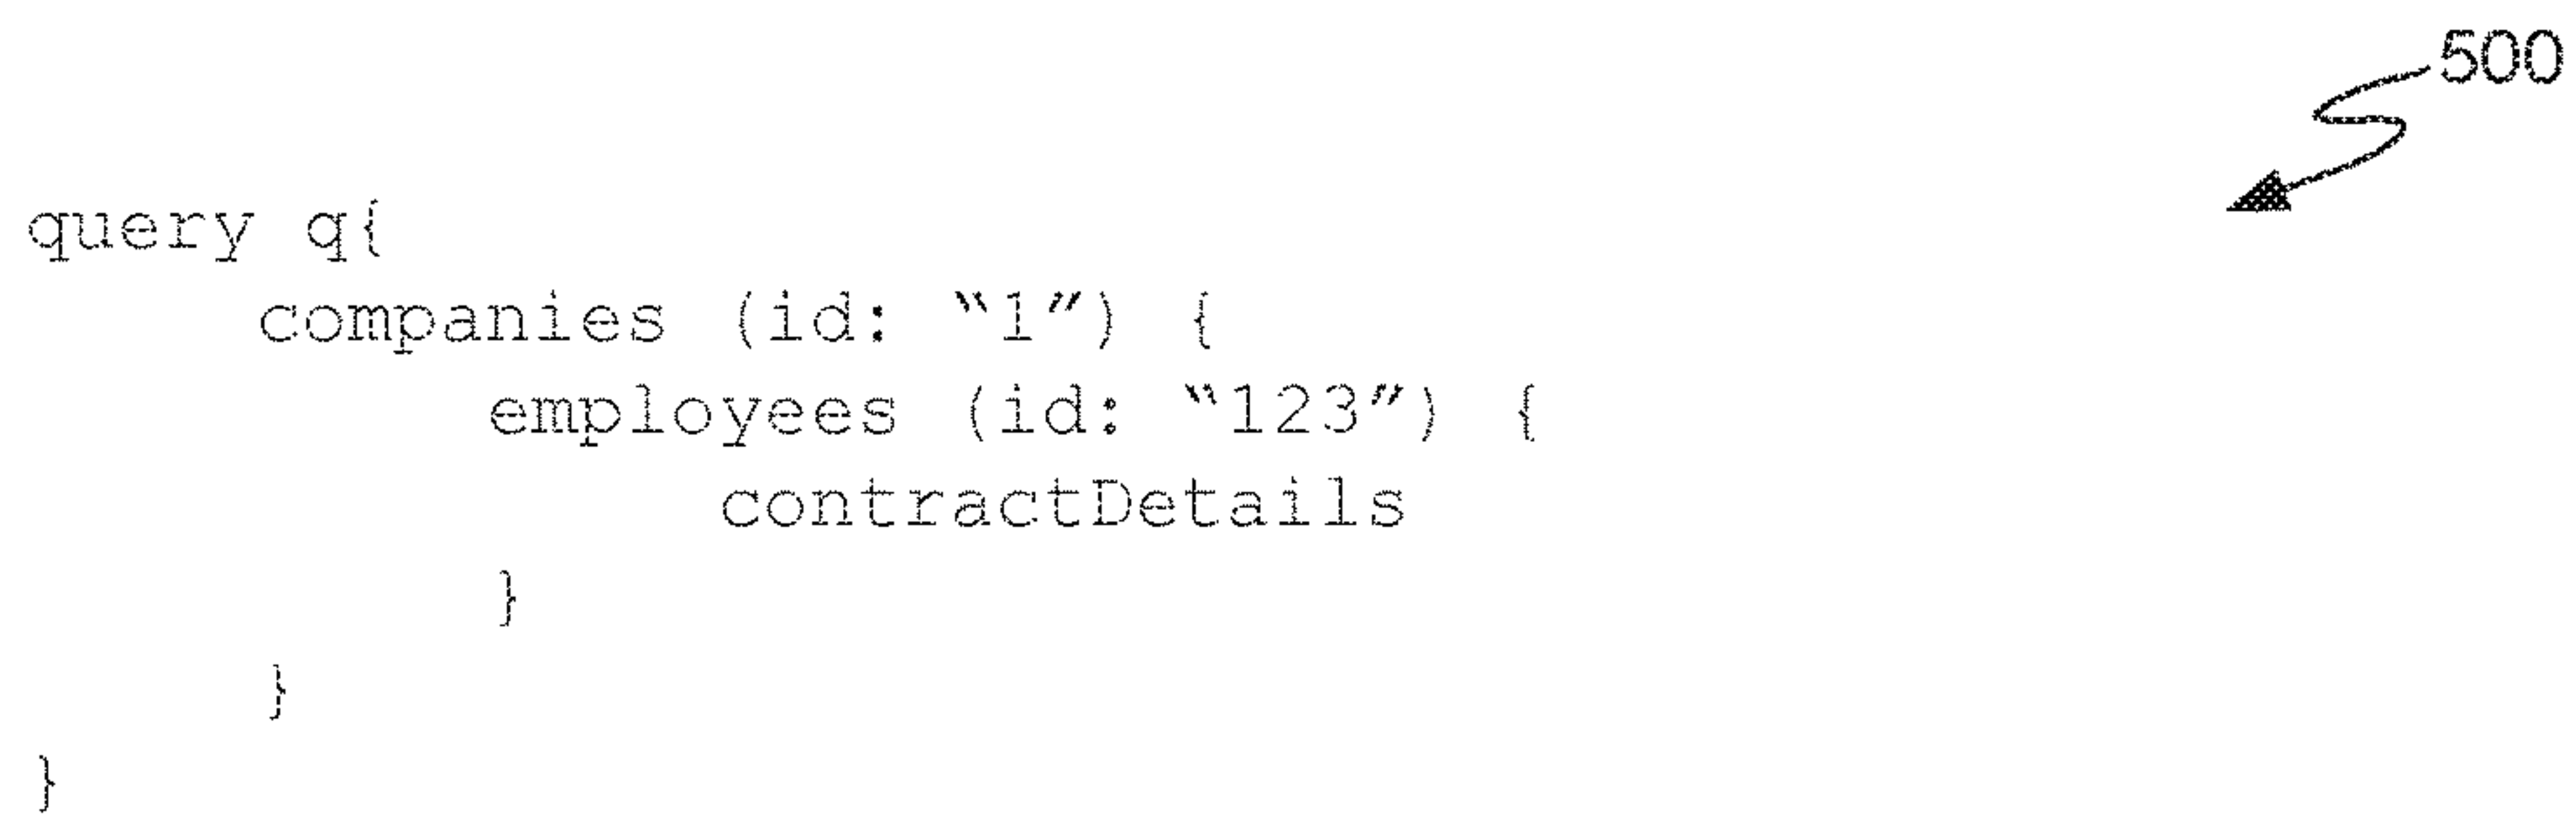 500
query q{
companies (id: “1”) {
employees (id: “123”) {
contractDetails
}
}
}